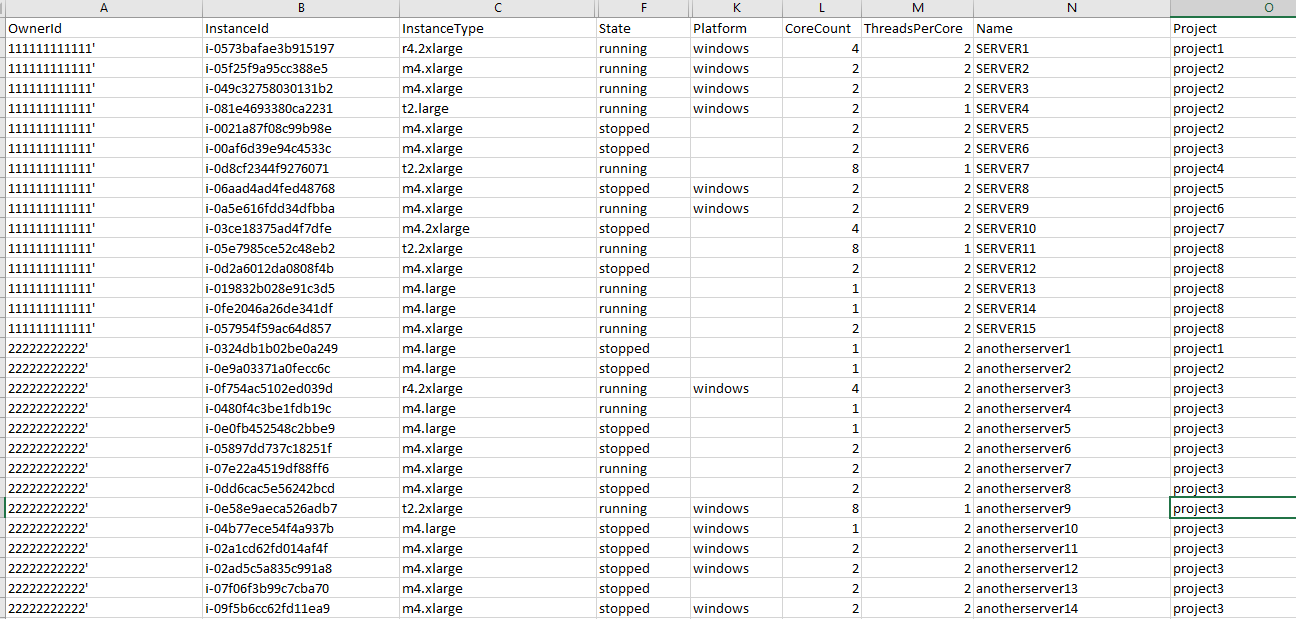 A B C F K L M N O
OwnerId InstanceId InstanceType State Platform CoreCount ThreadsPerCore Name Project
111111111111' i-0573bafae3b915197 r4.2xlarge running windows 4 2 SERVER1 project1
111111111111' i-05f25f9a95cc388e5 m4.xlarge running windows 2 2 SERVER2 project2
111111111111' i-049c32758030131b2 m4.xlarge running windows 2 2 SERVER3 project2
111111111111' i-081e4693380ca2231 t2.large running windows 2 1 SERVER4 project2
111111111111' i-0021a87f08c99b98e m4.xlarge stopped 2 2 SERVER5 project2
111111111111' i-00af6d39e94c4533c m4.xlarge stopped 2 2 SERVER6 project3
111111111111' i-0d8cf2344f9276071 t2.2xlarge running 8 1 SERVER7 project4
111111111111' i-06aad4ad4fed48768 m4.xlarge stopped windows 2 2 SERVER8 project5
111111111111' i-0a5e616fdd34dfbba m4.xlarge running windows 2 2 SERVER9 project6
111111111111' i-03ce18375ad4f7dfe m4.2xlarge stopped 4 2 SERVER10 project7
111111111111' i-05e7985ce52c48eb2 t2.2xlarge running 8 1 SERVER11 project8
111111111111' i-0d2a6012da0808f4b m4.xlarge stopped 2 2 SERVER12 project8
111111111111' i-019832b028e91c3d5 m4.large running 1 2 SERVER13 project8
111111111111' i-0fe2046a26de341df m4.large running 1 2 SERVER14 project8
111111111111' i-057954f59ac64d857 m4.xlarge running 2 2 SERVER15 project8
22222222222' i-0324db1b02be0a249 m4.large stopped 1 2 anotherserver1 project1
22222222222' i-0e9a03371a0fecc6c m4.large stopped 1 2 anotherserver2 project2
22222222222' i-0f754ac5102ed039d r4.2xlarge running windows 4 2 anotherserver3 project3
22222222222' i-0480f4c3be1fdb19c m4.large running 1 2 anotherserver4 project3
22222222222' i-0e0fb452548c2bbe9 m4.large stopped 1 2 anotherserver5 project3
22222222222' i-05897dd737c18251f m4.xlarge stopped 2 2 anotherserver6 project3
22222222222' i-07e22a4519df88ff6 m4.xlarge running 2 2 anotherserver7 project3
22222222222' i-0dd6cac5e56242bcd m4.xlarge stopped 2 2 anotherserver8 project3
22222222222' i-0e58e9aeca526adb7 t2.2xlarge running windows 8 1 anotherserver9 project3
22222222222' i-04b77ece54f4a937b m4.large stopped windows 1 2 anotherserver10 project3
22222222222' i-02a1cd62fd014af4f m4.xlarge stopped windows 2 2 anotherserver11 project3
22222222222' i-02ad5c5a835c991a8 m4.xlarge stopped windows 2 2 anotherserver12 project3
22222222222' i-07f06f3b99c7cba70 m4.xlarge stopped 2 2 anotherserver13 project3
22222222222' i-09f5b6cc62fd11ea9 m4.xlarge stopped windows 2 2 anotherserver14 project3